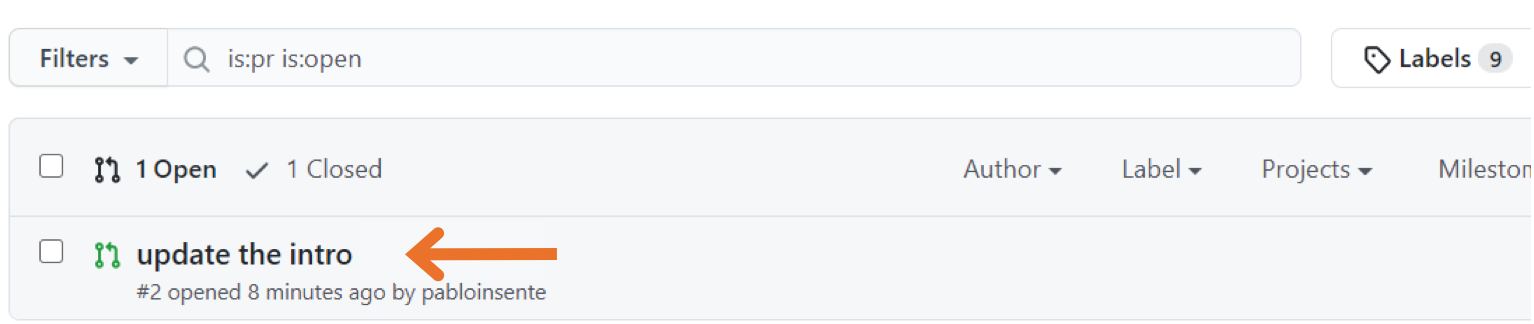 Filters is:pr is:open Labels 9
1 Open 1 Closed Author Label Projects
update the intro
#2 opened 8 minutes ago by pabloinsente